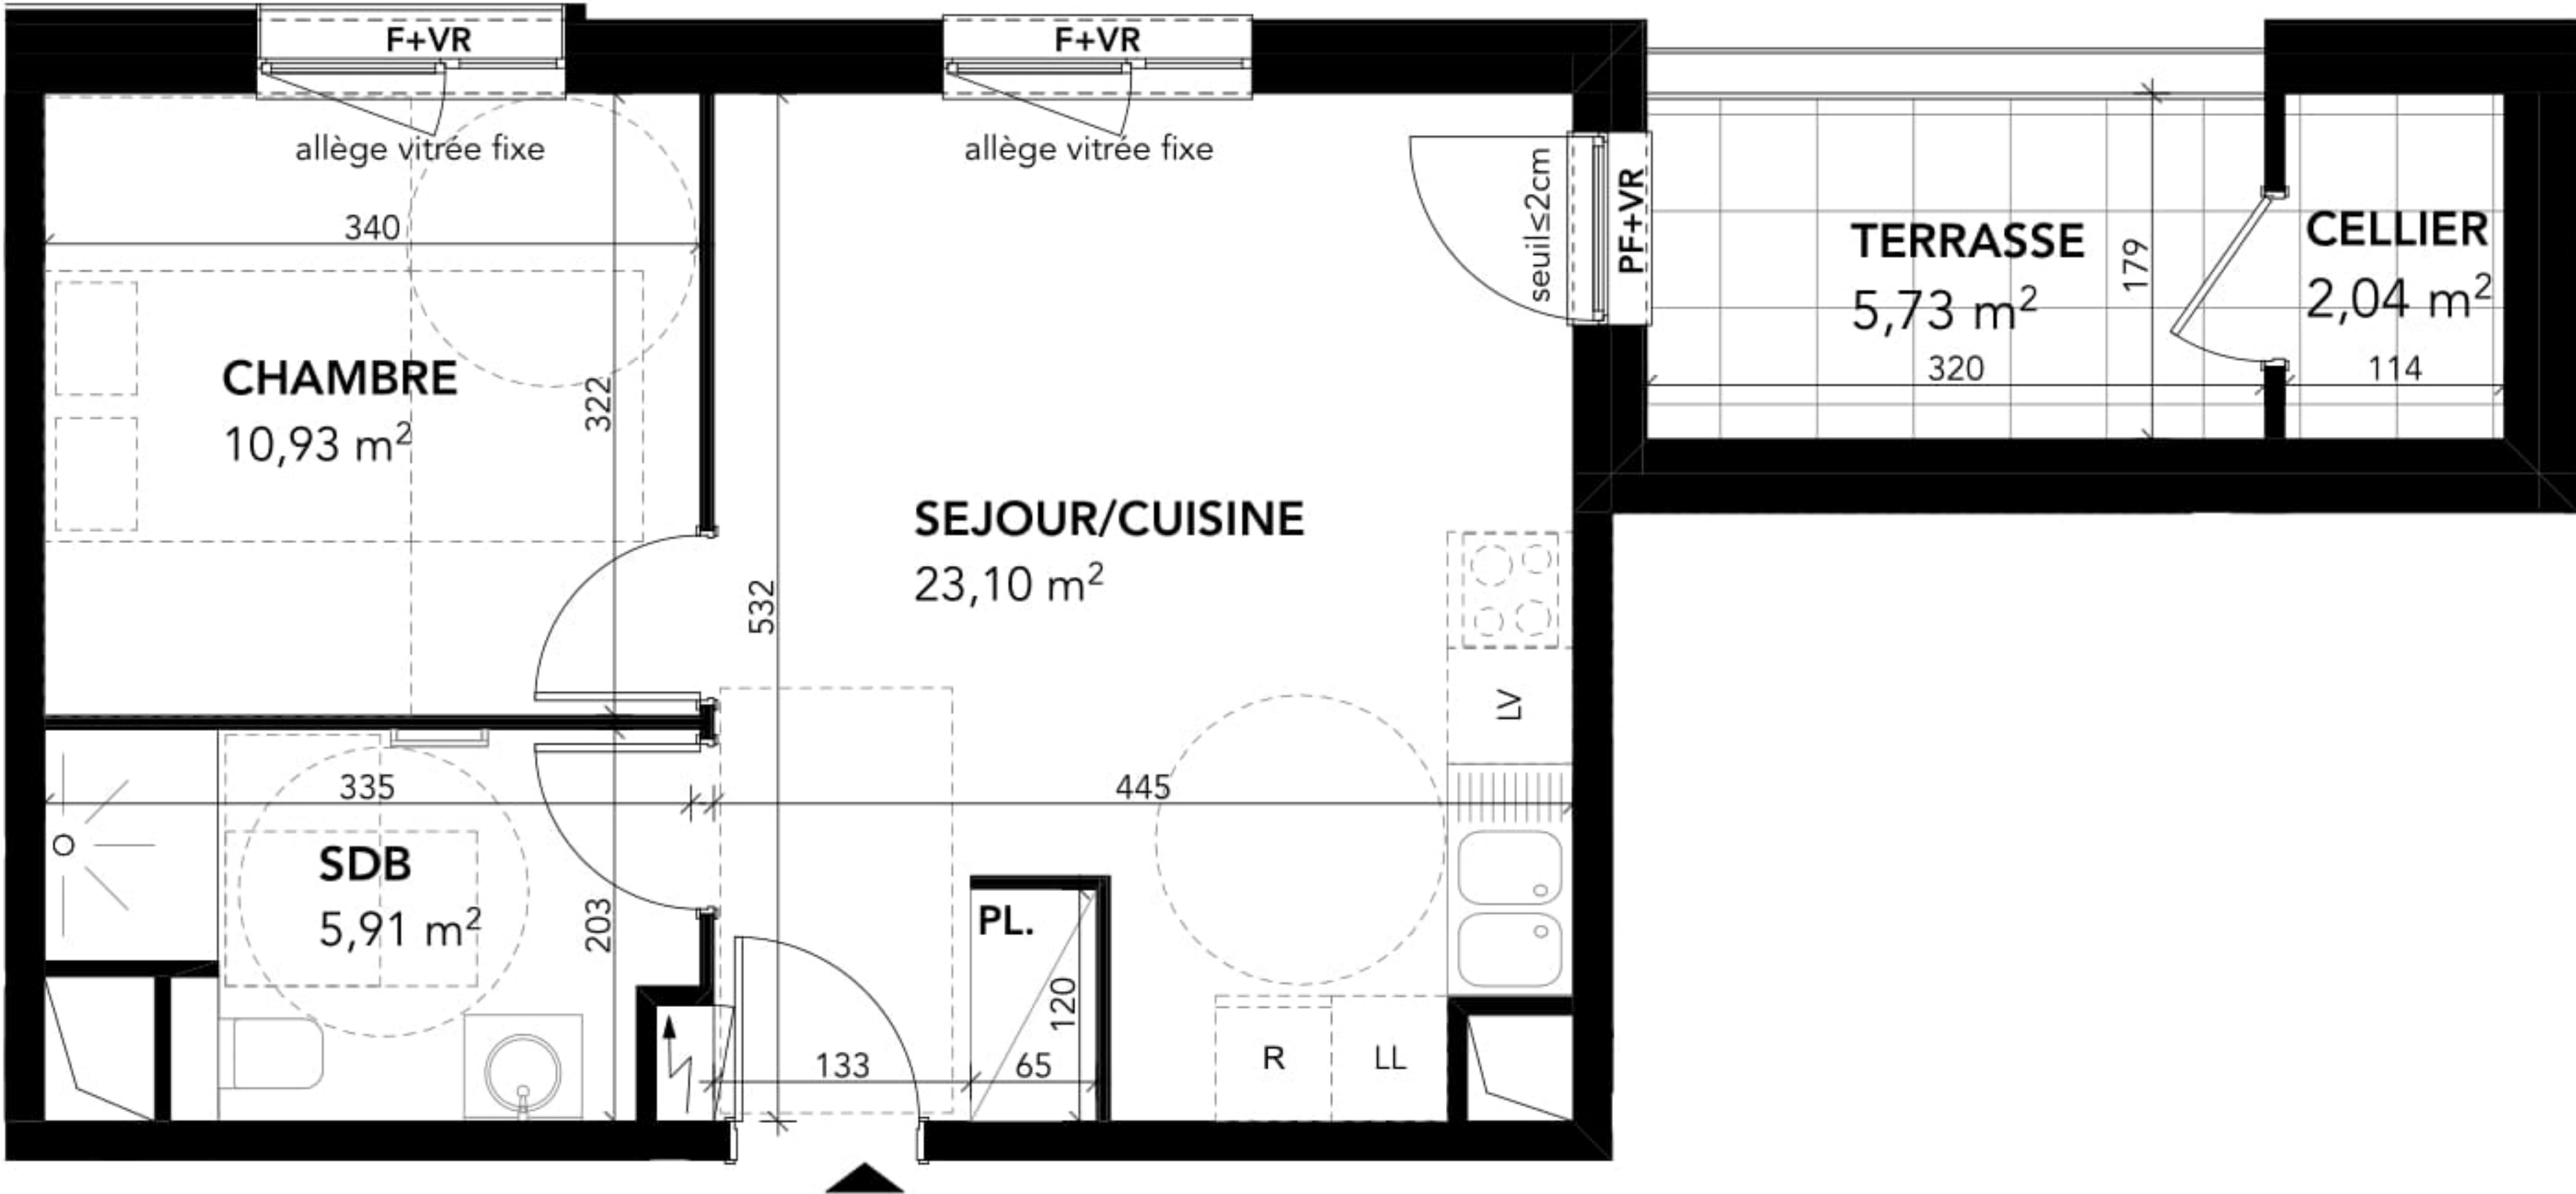 F+VR
F+VR
allège vitrée fixe
allège vitrée fixe
seuil≤2cm
PF+VR
340
TERRASSE
5,73 m²
179
CELLIER
2,04 m²
320
114
CHAMBRE
10,93 m²
322
SEJOUR/CUISINE
23,10 m²
532
LV
335
445
SDB
5,91 m²
203
PL.
120
133
65
R
LL